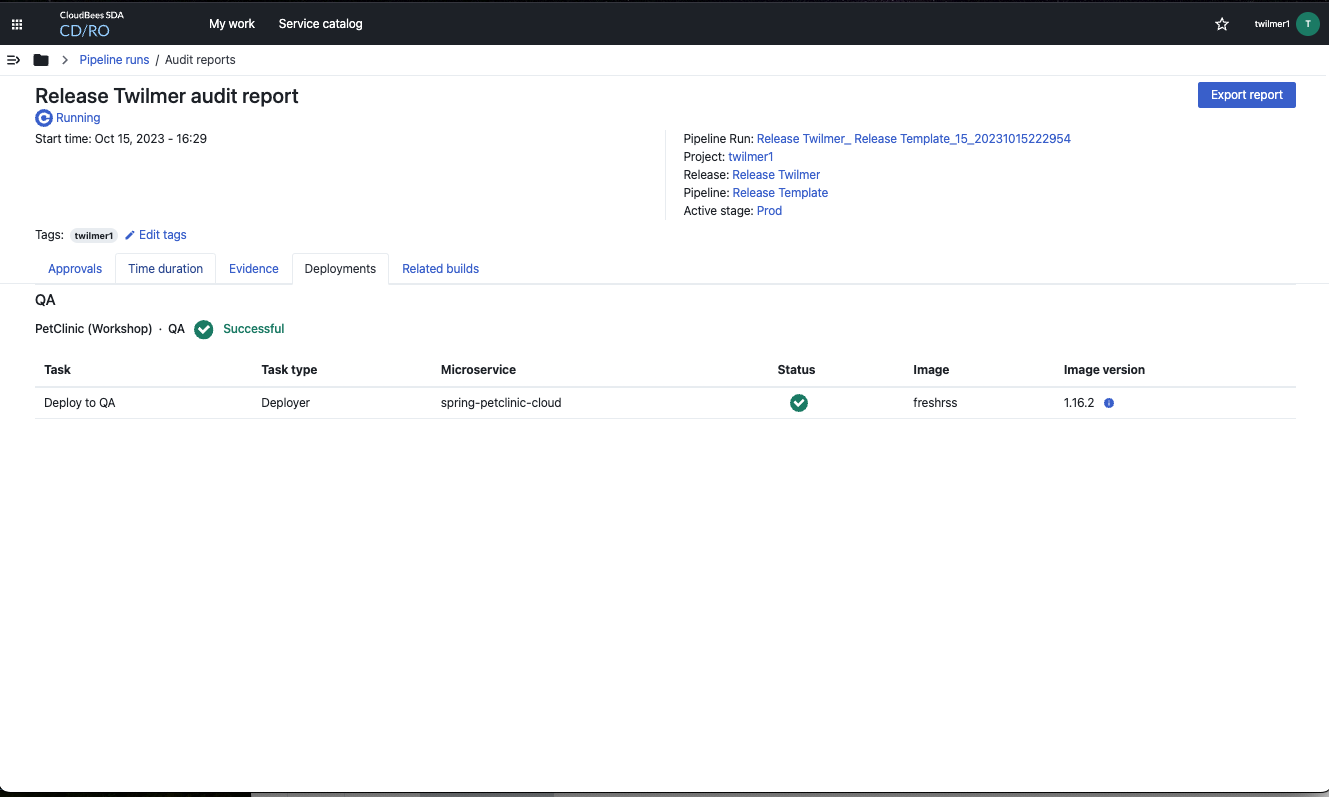 CloudBees SDA
CD/RO
My work
Service catalog
twilmer1
T
Pipeline runs / Audit reports
Release Twilmer audit report
Export report
Running
Start time: Oct 15, 2023 - 16:29
Pipeline Run: Release Twilmer_ Release Template_15_20231015222954
Project: twilmer1
Release: Release Twilmer
Pipeline: Release Template
Active stage: Prod
Tags: twilmer1 Edit tags
Approvals Time duration Evidence Deployments Related builds
QA
PetClinic (Workshop) · QA Successful
Task Task type Microservice Status Image Image version
Deploy to QA Deployer spring-petclinic-cloud freshrss 1.16.2